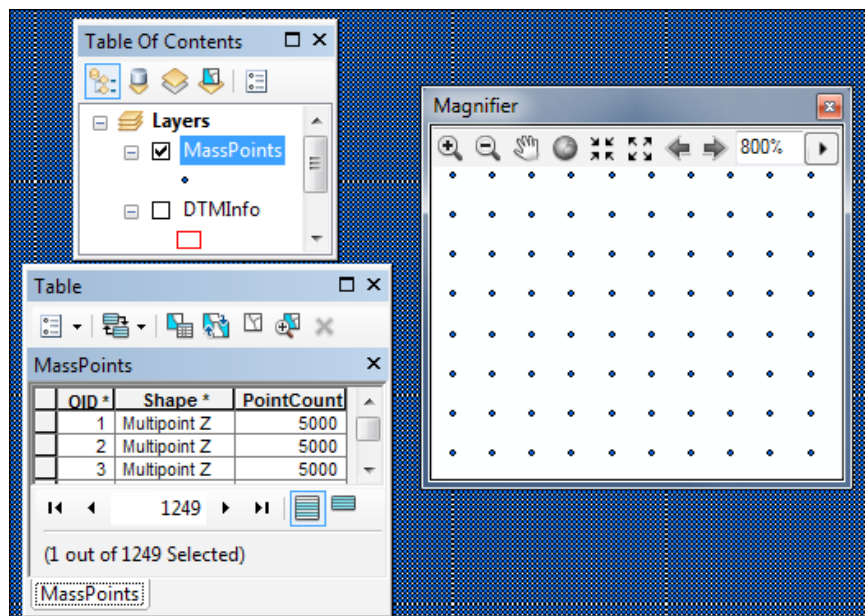 Table Of Contents
Layers
MassPoints
DTMInfo
Magnifier
800%
Table
MassPoints
OID * Shape * PointCount
1 Multipoint Z 5000
2 Multipoint Z 5000
3 Multipoint Z 5000
1249
(1 out of 1249 Selected)
MassPoints